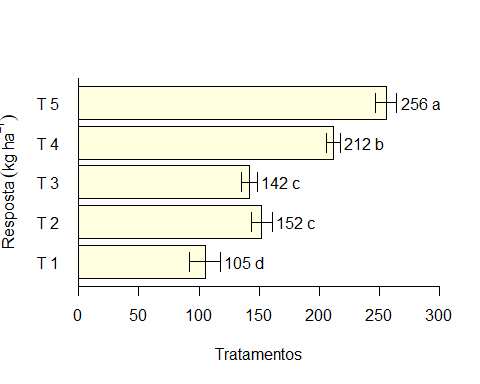 Resposta (kg ha⁻¹)
T 5 256 a
T 4 212 b
T 3 142 c
T 2 152 c
T 1 105 d
0 50 100 150 200 250 300
Tratamentos